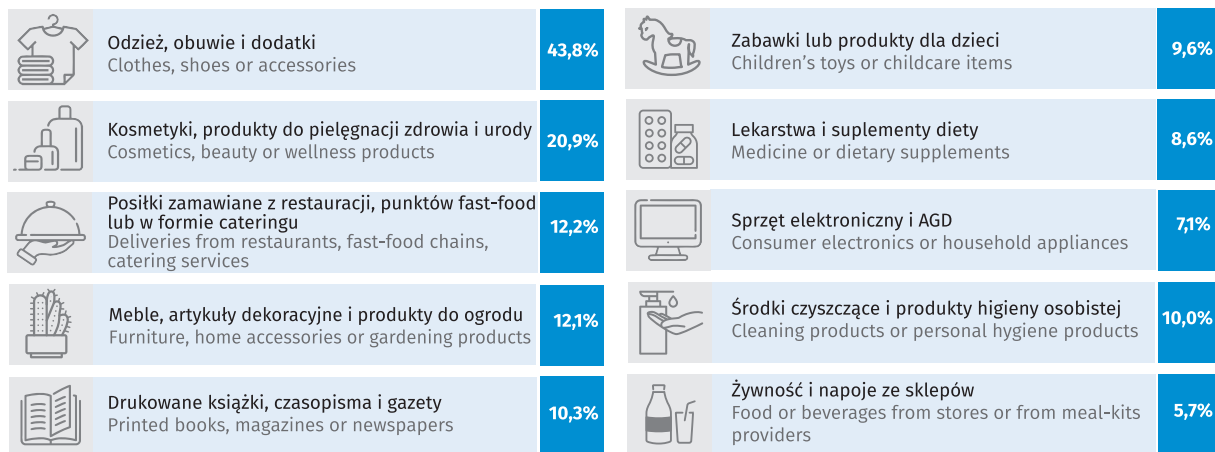 Odzież, obuwie i dodatki
Clothes, shoes or accessories
43,8%
Kosmetyki, produkty do pielęgnacji zdrowia i urody
Cosmetics, beauty or wellness products
20,9%
Posiłki zamawiane z restauracji, punktów fast-food
lub w formie cateringu
Deliveries from restaurants, fast-food chains,
catering services
12,2%
Meble, artykuły dekoracyjne i produkty do ogrodu
Furniture, home accessories or gardening products
12,1%
Drukowane książki, czasopisma i gazety
Printed books, magazines or newspapers
10,3%
Zabawki lub produkty dla dzieci
Children’s toys or childcare items
9,6%
Lekarstwa i suplementy diety
Medicine or dietary supplements
8,6%
Sprzęt elektroniczny i AGD
Consumer electronics or household appliances
7,1%
Środki czyszczące i produkty higieny osobistej
Cleaning products or personal hygiene products
10,0%
Żywność i napoje ze sklepów
Food or beverages from stores or from meal-kits
providers
5,7%